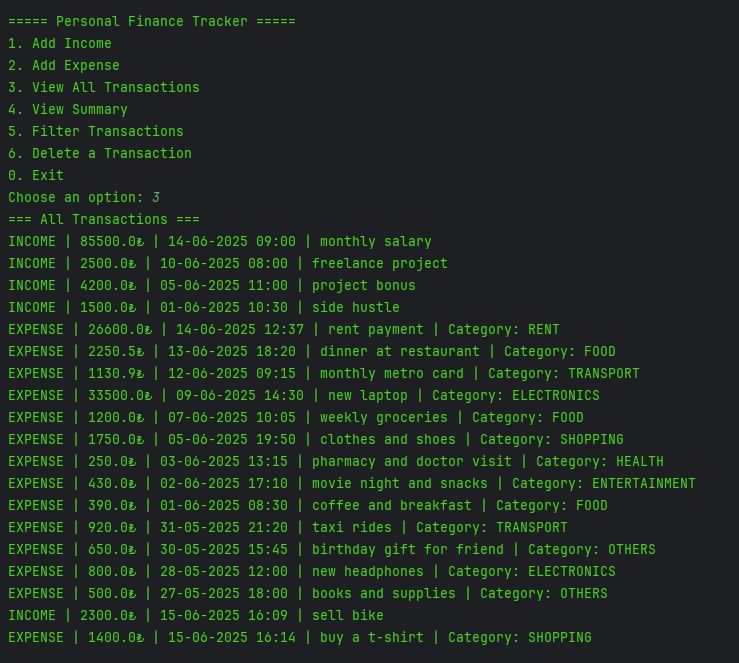 ===== Personal Finance Tracker =====
1. Add Income
2. Add Expense
3. View All Transactions
4. View Summary
5. Filter Transactions
6. Delete a Transaction
0. Exit
Choose an option: 3
=== All Transactions ===
INCOME | 85500.0₺ | 14-06-2025 09:00 | monthly salary
INCOME | 2500.0₺ | 10-06-2025 08:00 | freelance project
INCOME | 4200.0₺ | 05-06-2025 11:00 | project bonus
INCOME | 1500.0₺ | 01-06-2025 10:30 | side hustle
EXPENSE | 26600.0₺ | 14-06-2025 12:37 | rent payment | Category: RENT
EXPENSE | 2250.5₺ | 13-06-2025 18:20 | dinner at restaurant | Category: FOOD
EXPENSE | 1130.9₺ | 12-06-2025 09:15 | monthly metro card | Category: TRANSPORT
EXPENSE | 33500.0₺ | 09-06-2025 14:30 | new laptop | Category: ELECTRONICS
EXPENSE | 1200.0₺ | 07-06-2025 10:05 | weekly groceries | Category: FOOD
EXPENSE | 1750.0₺ | 05-06-2025 19:50 | clothes and shoes | Category: SHOPPING
EXPENSE | 250.0₺ | 03-06-2025 13:15 | pharmacy and doctor visit | Category: HEALTH
EXPENSE | 430.0₺ | 02-06-2025 17:10 | movie night and snacks | Category: ENTERTAINMENT
EXPENSE | 390.0₺ | 01-06-2025 08:30 | coffee and breakfast | Category: FOOD
EXPENSE | 920.0₺ | 31-05-2025 21:20 | taxi rides | Category: TRANSPORT
EXPENSE | 650.0₺ | 30-05-2025 15:45 | birthday gift for friend | Category: OTHERS
EXPENSE | 800.0₺ | 28-05-2025 12:00 | new headphones | Category: ELECTRONICS
EXPENSE | 500.0₺ | 27-05-2025 18:00 | books and supplies | Category: OTHERS
INCOME | 2300.0₺ | 15-06-2025 16:09 | sell bike
EXPENSE | 1400.0₺ | 15-06-2025 16:14 | buy a t-shirt | Category: SHOPPING